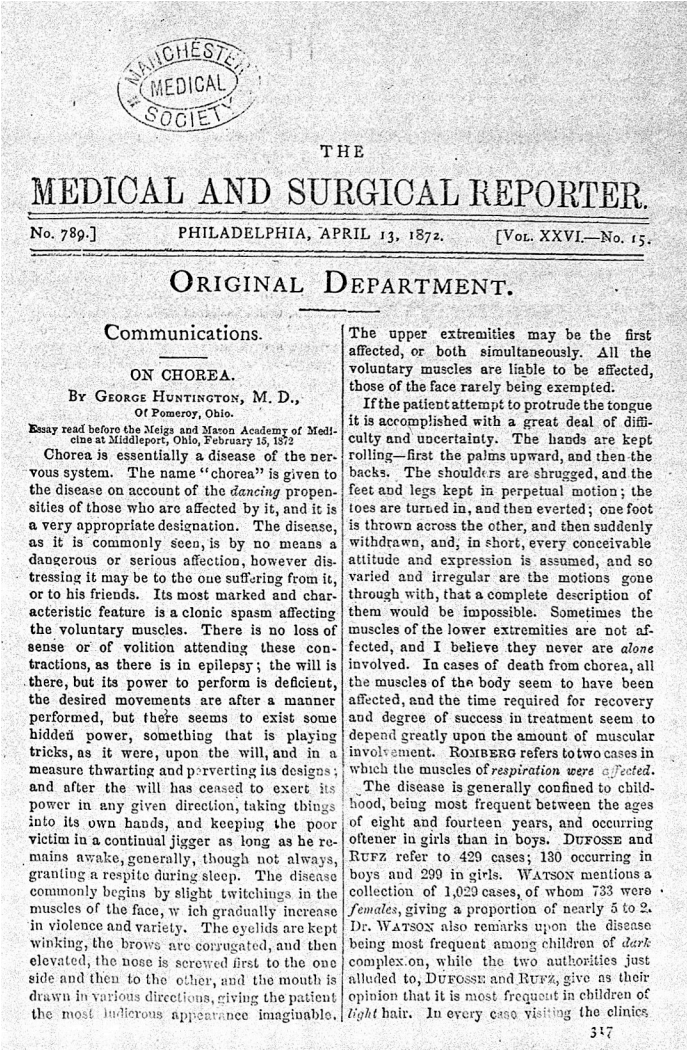 MANCHESTER
MEDICAL
SOCIETY
THE
MEDICAL AND SURGICAL REPORTER.
No. 789.] PHILADELPHIA, APRIL 13, 1872. [VOL. XXVI.—No. 15.
ORIGINAL DEPARTMENT.
Communications.
ON CHOREA.
BY GEORGE HUNTINGTON, M. D.,
Of Pomeroy, Ohio.
Essay read before the Meigs and Mason Academy of Medi-
cine at Middleport, Ohio, February 15, 1872
Chorea is essentially a disease of the ner-
vous system. The name "chorea" is given to
the disease on account of the dancing propen-
sities of those who are affected by it, and it is
a very appropriate designation. The disease,
as it is commonly seen, is by no means a
dangerous or serious affection, however dis-
tressing it may be to the one suffering from it,
or to his friends. Its most marked and char-
acteristic feature is a clonic spasm affecting
the voluntary muscles. There is no loss of
sense or of volition attending these con-
tractions, as there is in epilepsy; the will is
there, but its power to perform is deficient,
the desired movements are after a manner
performed, but there seems to exist some
hidden power, something that is playing
tricks, as it were, upon the will, and in a
measure thwarting and perverting its designs;
and after the will has ceased to exert its
power in any given direction, taking things
into its own hands, and keeping the poor
victim in a continual jigger as long as he re-
mains awake, generally, though not always,
granting a respite during sleep. The disease
commonly begins by slight twitchings in the
muscles of the face, w ich gradually increase
in violence and variety. The eyelids are kept
winking, the brows are corrugated, and then
elevated, the nose is screwed first to the one
side and then to the other, and the mouth is
drawn in various directions, giving the patient
the most ludicrous appearance imaginable.
The upper extremities may be the first
affected, or both simultaneously. All the
voluntary muscles are liable to be affected,
those of the face rarely being exempted.
If the patient attempt to protrude the tongue
it is accomplished with a great deal of diffi-
culty and uncertainty. The hands are kept
rolling—first the palms upward, and then the
backs. The shoulders are shrugged, and the
feet and legs kept in perpetual motion; the
toes are turned in, and then everted; one foot
is thrown across the other, and then suddenly
withdrawn, and, in short, every conceivable
attitude and expression is assumed, and so
varied and irregular are the motions gone
through with, that a complete description of
them would be impossible. Sometimes the
muscles of the lower extremities are not af-
fected, and I believe they never are alone
involved. In cases of death from chorea, all
the muscles of the body seem to have been
affected, and the time required for recovery
and degree of success in treatment seem to
depend greatly upon the amount of muscular
involvement. ROMBERG refers to two cases in
which the muscles of respiration were affected.
The disease is generally confined to child-
hood, being most frequent between the ages
of eight and fourteen years, and occurring
oftener in girls than in boys. DUFOSSE and
RUFZ refer to 429 cases; 130 occurring in
boys and 299 in girls. WATSON mentions a
collection of 1,029 cases, of whom 733 were
females, giving a proportion of nearly 5 to 2.
Dr. WATSON also remarks upon the disease
being most frequent among children of dark
complex.on, while the two authorities just
alluded to, DUFOSSE and RUFZ, give as their
opinion that it is most frequent in children of
light hair. In every case visiting the clinics
317